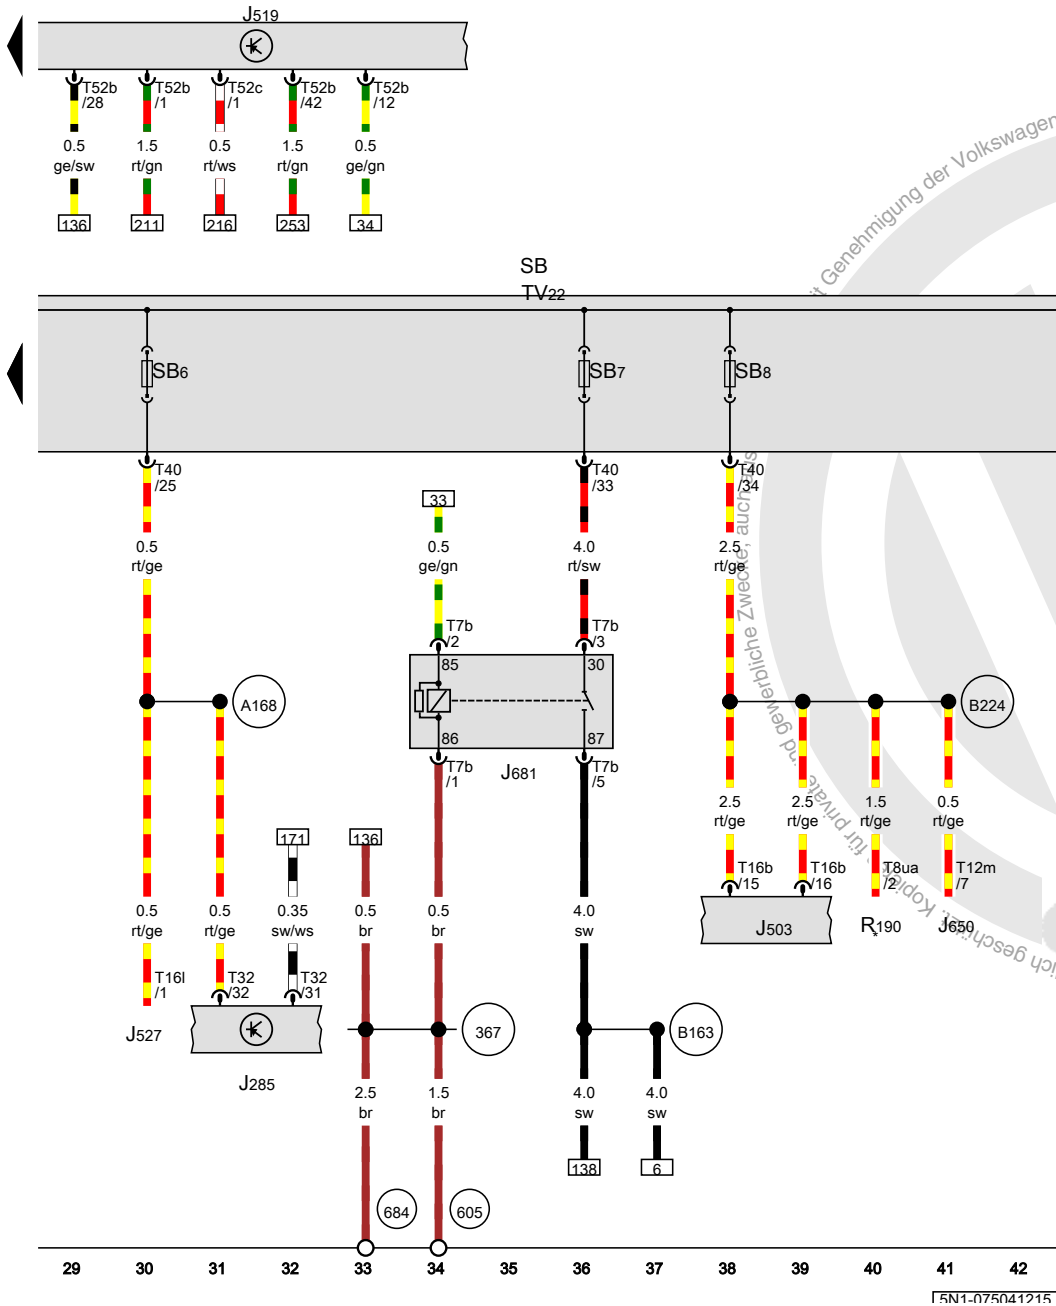 J519
T52b
/28
T52b
/1
T52c
/1
T52b
/42
T52b
/12
0.5
ge/sw
1.5
rt/gn
0.5
rt/ws
1.5
rt/gn
0.5
ge/gn
136
211
216
253
34
it Genehmigung der Volkswagen
SB
TV22
SB6
SB7
SB8
T40
/25
T40
/33
T40
/34
33
0.5
rt/ge
0.5
ge/gn
4.0
rt/sw
2.5
rt/ge
T7b
/2
T7b
/3
85
30
86
87
A168
B224
J681
T7b
/1
T7b
/5
2.5
rt/ge
2.5
rt/ge
1.5
rt/ge
0.5
rt/ge
171
136
T16b
/15
T16b
/16
T8ua
/2
T12m
/7
0.5
rt/ge
0.5
rt/ge
0.35
sw/ws
0.5
br
0.5
br
4.0
sw
J503
R190
*
J650
T16l
/1
T32
/32
T32
/31
J527
J285
367
B163
2.5
br
1.5
br
4.0
sw
4.0
sw
138
6
684
605
29 30 31 32 33 34 35 36 37 38 39 40 41 42
5N1-075041215